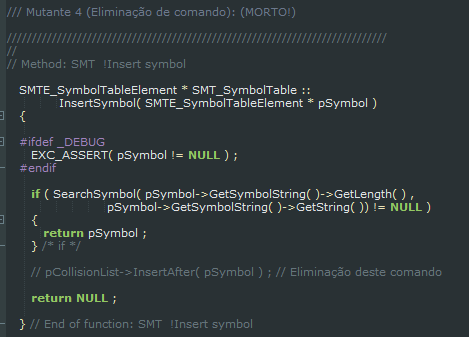 /// Mutante 4 (Eliminação de comando): (MORTO!)
////////////////////////////////////////////////////////////////////////////
//
// Method: SMT  !Insert symbol
SMTE_SymbolTableElement * SMT_SymbolTable ::
InsertSymbol( SMTE_SymbolTableElement * pSymbol )
{
#ifdef _DEBUG
EXC_ASSERT( pSymbol != NULL ) ;
#endif
if ( SearchSymbol( pSymbol->GetSymbolString( )->GetLength( ) ,
pSymbol->GetSymbolString( )->GetString( )) != NULL )
{
return pSymbol ;
} /* if */
// pCollisionList->InsertAfter( pSymbol ) ; // Eliminação deste comando
return NULL ;
} // End of function: SMT  !Insert symbol